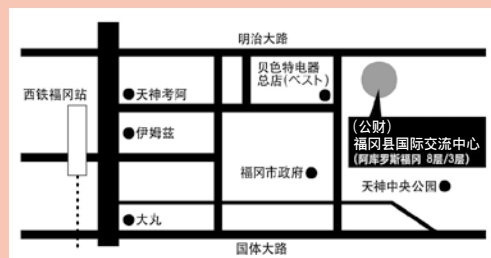 明治大路
贝色特电器
总店(ベスト)
西铁福冈站
天神考阿
伊姆兹
(公财)
福冈县国际交流中心
(阿库罗斯福冈 8层/3层)
福冈市政府
天神中央公园
大丸
国体大路